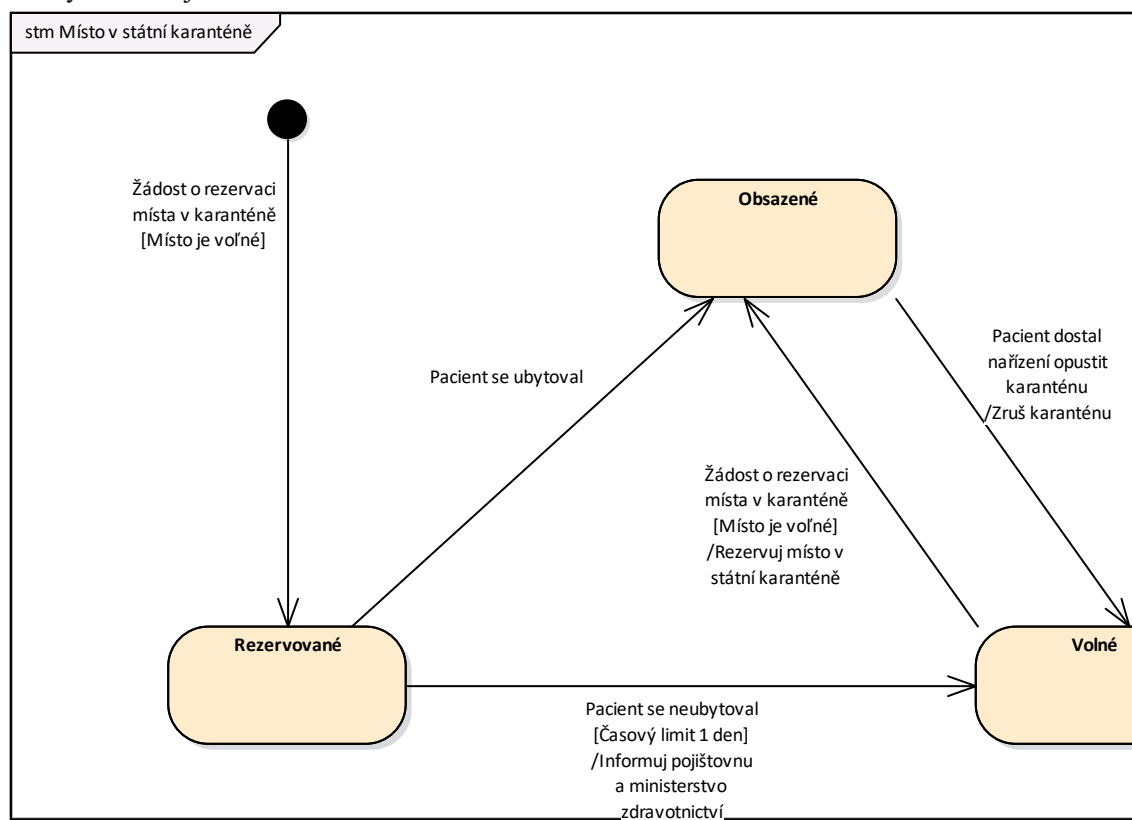 stm Místo v státní karanténě
Žádost o rezervaci
místa v karanténě
[Místo je voľné]
Obsazené
Pacient dostal
nařízení opustit
karanténu
/Zruš karanténu
Pacient se ubytoval
Žádost o rezervaci
místa v karanténě
[Místo je voľné]
/Rezervuj místo v
státní karanténě
Rezervované
Volné
Pacient se neubytoval
[Časový limit 1 den]
/Informuj pojišťovnu
a ministerstvo
zdravotnictví